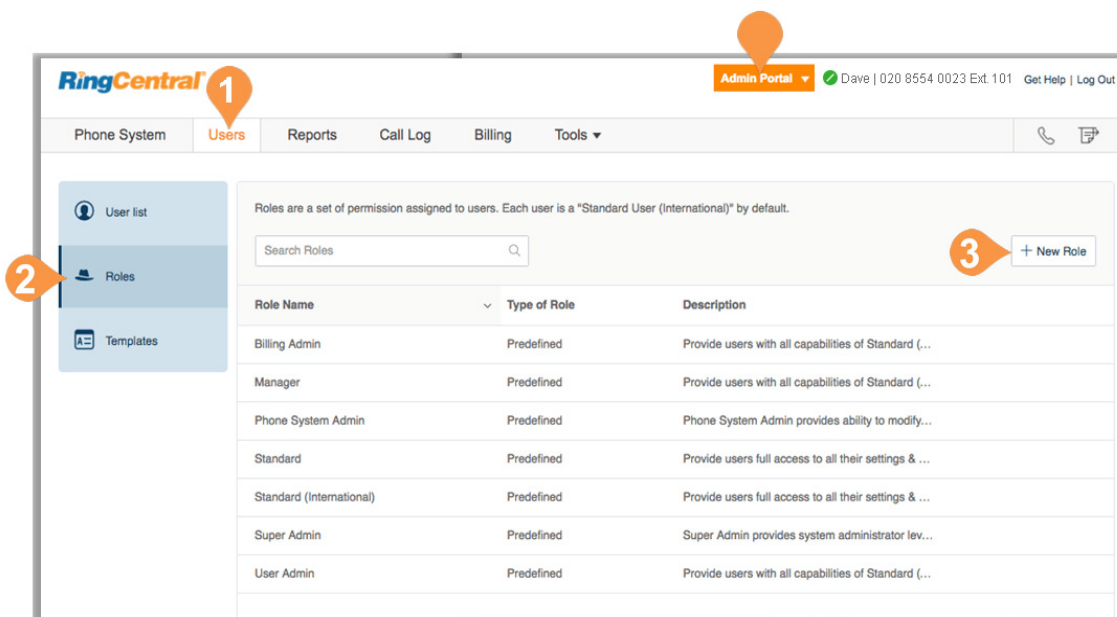 RingCentral
1
Admin Portal
Dave | 020 8554 0023 Ext. 101 Get Help | Log Out
Phone System Users Reports Call Log Billing Tools
User list
Roles are a set of permission assigned to users. Each user is a "Standard User (International)" by default.
Search Roles
3
+ New Role
2
Roles
Role Name Type of Role Description
Templates
Billing Admin Predefined Provide users with all capabilities of Standard (...
Manager Predefined Provide users with all capabilities of Standard (...
Phone System Admin Predefined Phone System Admin provides ability to modify...
Standard Predefined Provide users full access to all their settings & ...
Standard (International) Predefined Provide users full access to all their settings & ...
Super Admin Predefined Super Admin provides system administrator lev...
User Admin Predefined Provide users with all capabilities of Standard (...